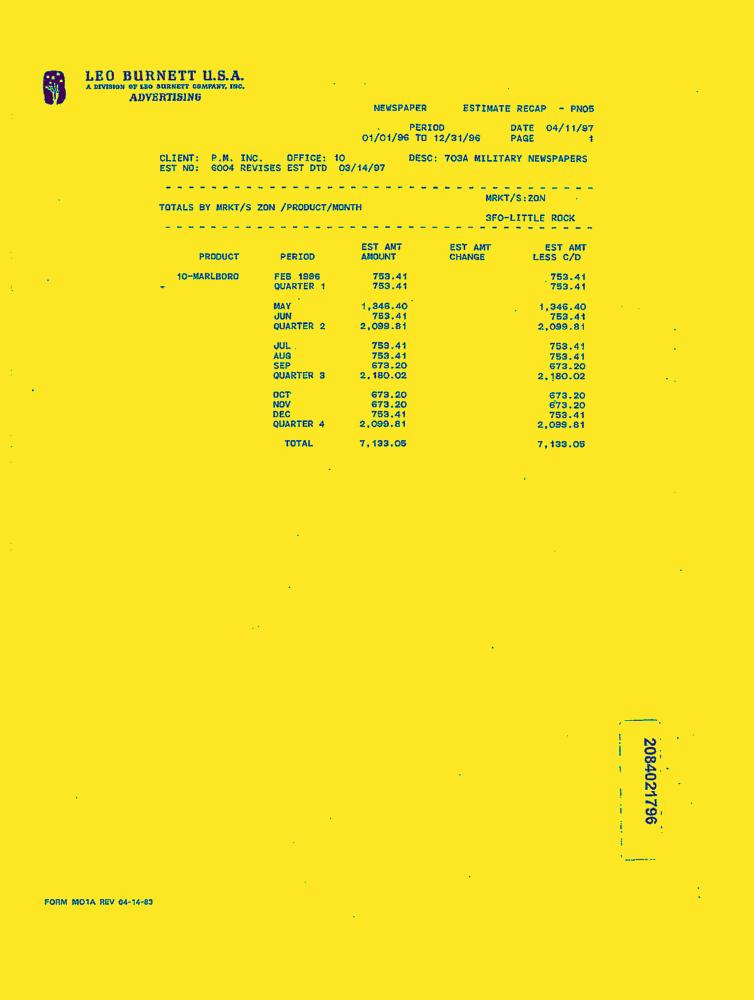 LEO BURNETT U.S.A.
A DIVISION OF LEO BURNETT COMPANY, INC.
ADVERTISING
NEWSPAPER ESTIMATE RECAP - PNO5
PERIOD DATE 04/11/97
01/01/96 TO 12/31/96 PAGE 1
CLIENT: P.M. INC. OFFICE: 10 DESC: 703A MILITARY NEWSPAPERS
EST NO: 6004 REVISES EST DTD 03/14/97
MRKT/S:ZON
TOTALS BY MRKT/S ZON /PRODUCT/MONTH
3FO-LITTLE ROCK
EST AMT EST AMT EST AMT
PRODUCT PERIOD AMOUNT CHANGE LESS C/D
10-MARLBORO FEB 1996 753.41 753.41
QUARTER 1 753.41 753.41
MAY 1,346.40 1,346.40
JUN 753.41 753.41
QUARTER 2 2,099.81 2,099.81
JUL 753.41 753.41
AUG 753.41 753.41
SEP 673.20 673.20
QUARTER 3 2,180.02 2,180.02
OCT 673.20 673.20
NOV 673.20 673.20
DEC 753.41 753.41
QUARTER 4 2,099.81 2,099.81
TOTAL 7,133.05 7,133.05
2084021796
FORM MO1A REV 04-14-83